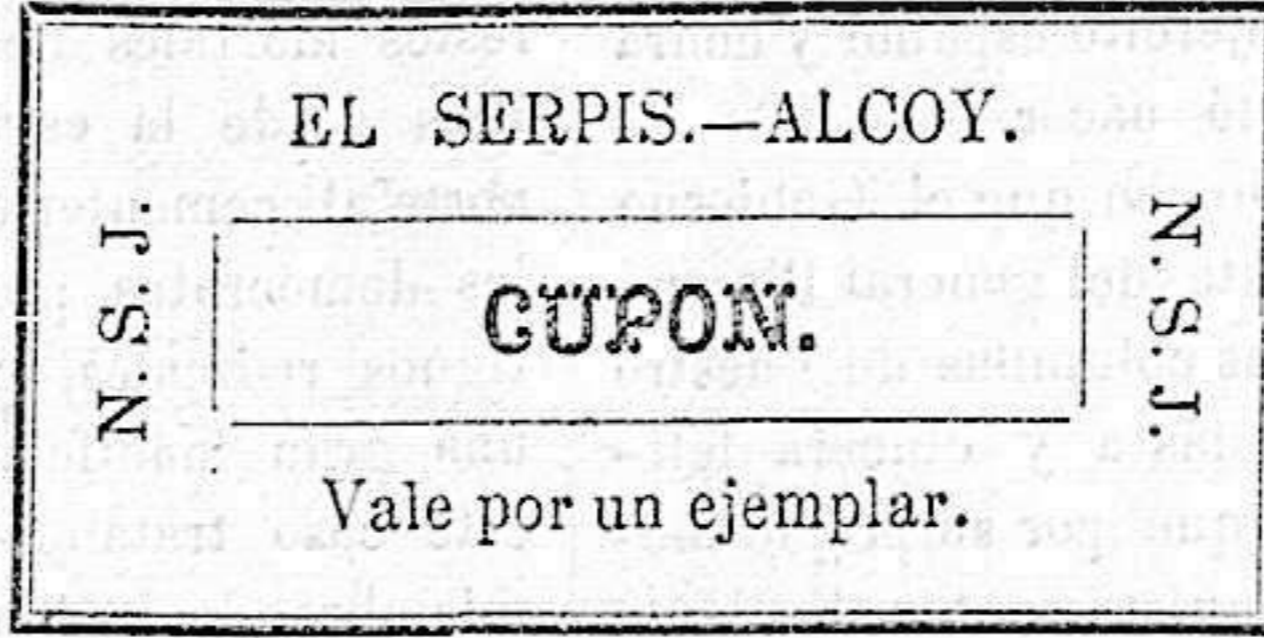 EL SERPIS.—ALCOY.
N. S. J.
CUPON.
N. S. J.
Vale por un ejemplar.